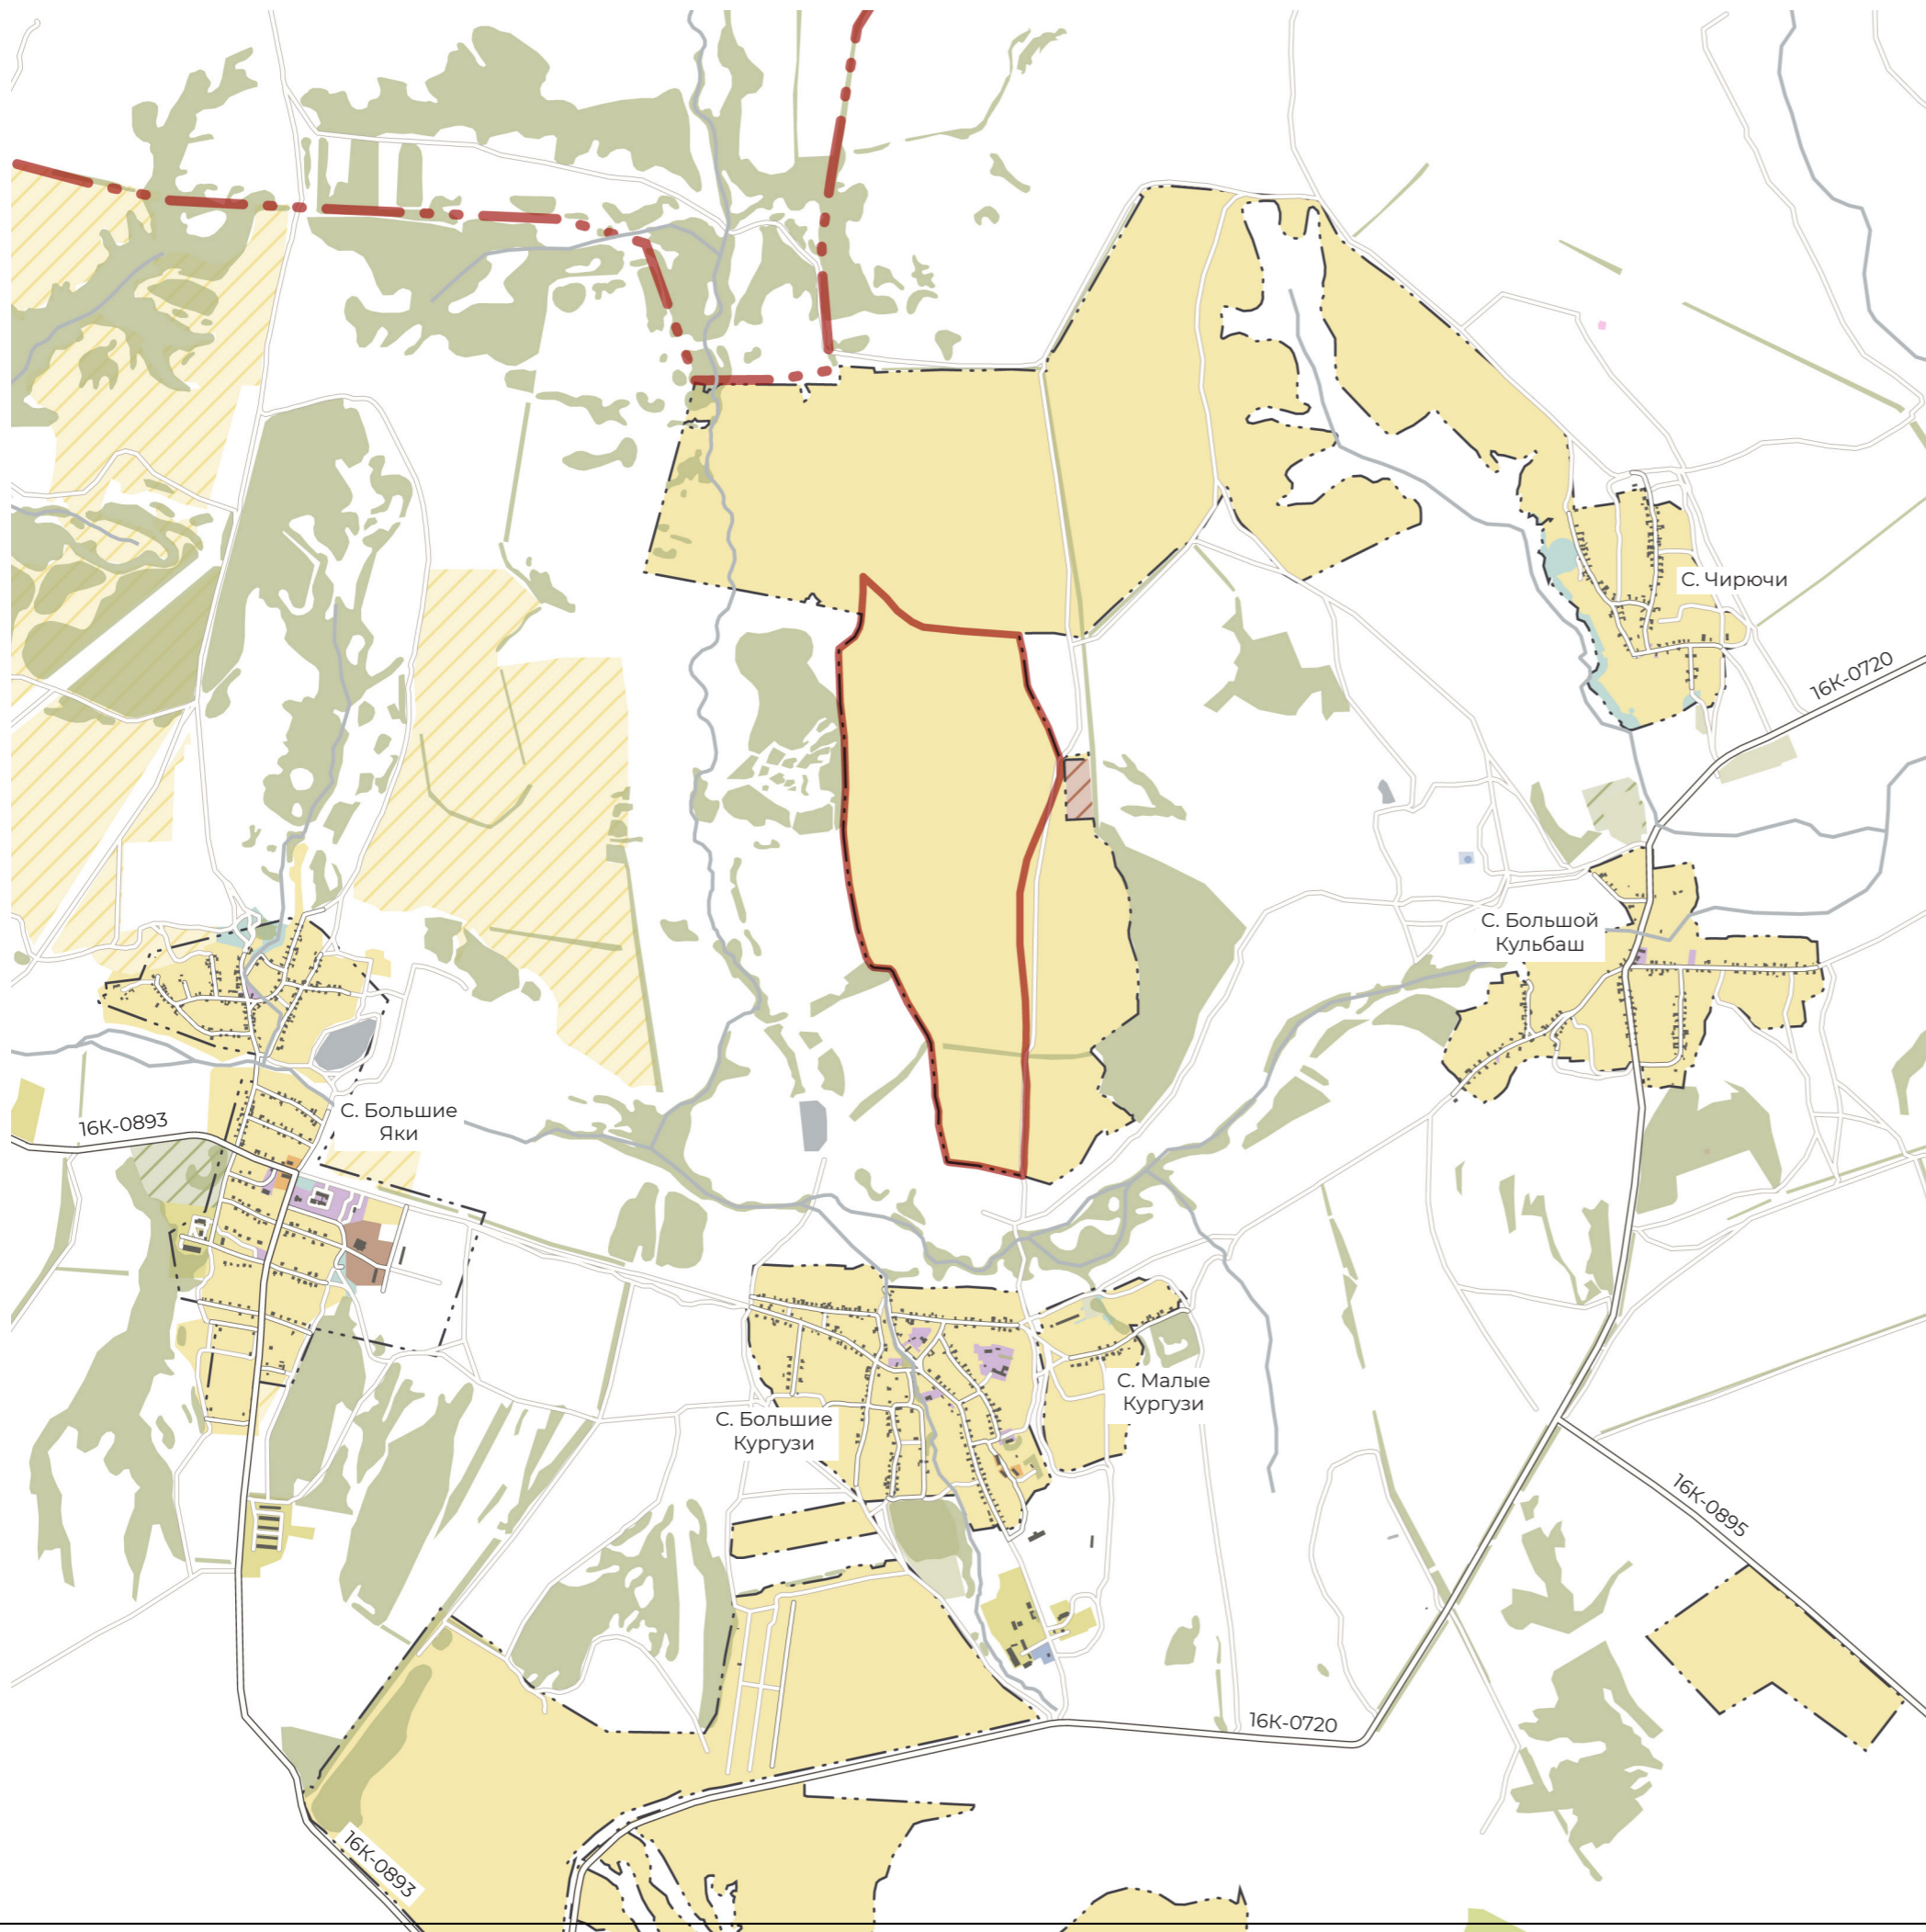 С. Чирючи
16К-0720
С. Большой
Кульбаш
С. Большие
Яки
16К-0893
С. Малые
Кургузи
С. Большие
Кургузи
16К-0895
16К-0720
16К-0893